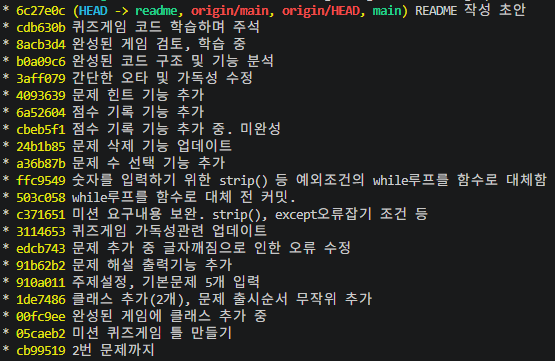 * 6c27e0c (HEAD -> readme, origin/main, origin/HEAD, main) README 작성 초안
* cdb630b 퀴즈게임 코드 학습하며 주석
* 8acb3d4 완성된 게임 검토, 학습 중
* b0a09c6 완성된 코드 구조 및 기능 분석
* 3aff079 간단한 오타 및 가독성 수정
* 4093639 문제 힌트 기능 추가
* 6a52604 점수 기록 기능 추가
* cbeb5f1 점수 기록 기능 추가 중. 미완성
* 24b1b85 문제 삭제 기능 업데이트
* a36b87b 문제 수 선택 기능 추가
* ffc9549 숫자를 입력하기 위한 strip() 등 예외조건의 while루프를 함수로 대체함
* 503c058 while루프를 함수로 대체 전 커밋.
* c371651 미션 요구내용 보완. strip(), except오류잡기 조건 등
* 3114653 퀴즈게임 가독성관련 업데이트
* edcb743 문제 추가 중 글자깨짐으로 인한 오류 수정
* 91b62b2 문제 해설 출력기능 추가
* 910a011 주제설정, 기본문제 5개 입력
* 1de7486 클래스 추가(2개), 문제 출시순서 무작위 추가
* 00fc9ee 완성된 게임에 클래스 추가 중
* 05caeb2 미션 퀴즈게임 틀 만들기
* cb99519 2번 문제까지